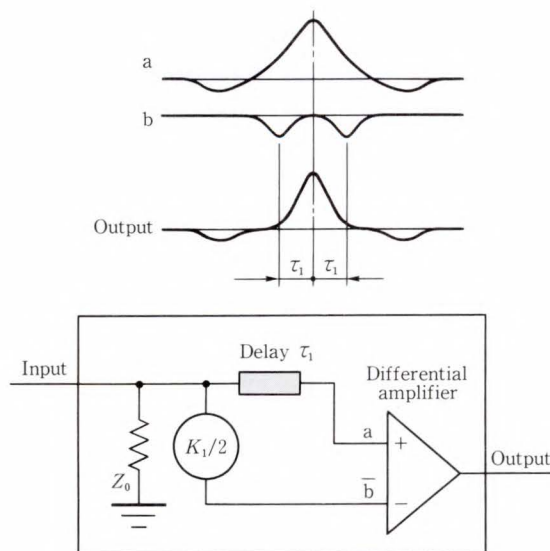 a
b
Output
τ₁ τ₁
Input
Delay τ₁
Differential
amplifier
K₁/2
a
+
Z₀
b̅
−
Output